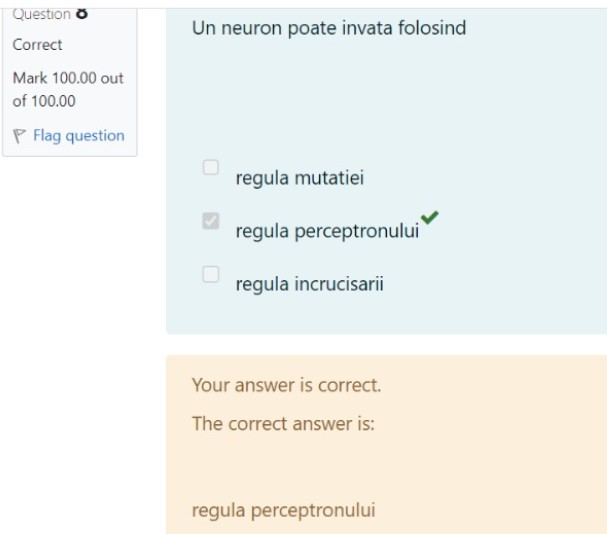 Question 8
Correct
Mark 100.00 out
of 100.00
Flag question
Un neuron poate invata folosind
regula mutatiei
regula perceptronului
regula incrucisarii
Your answer is correct.
The correct answer is:
regula perceptronului